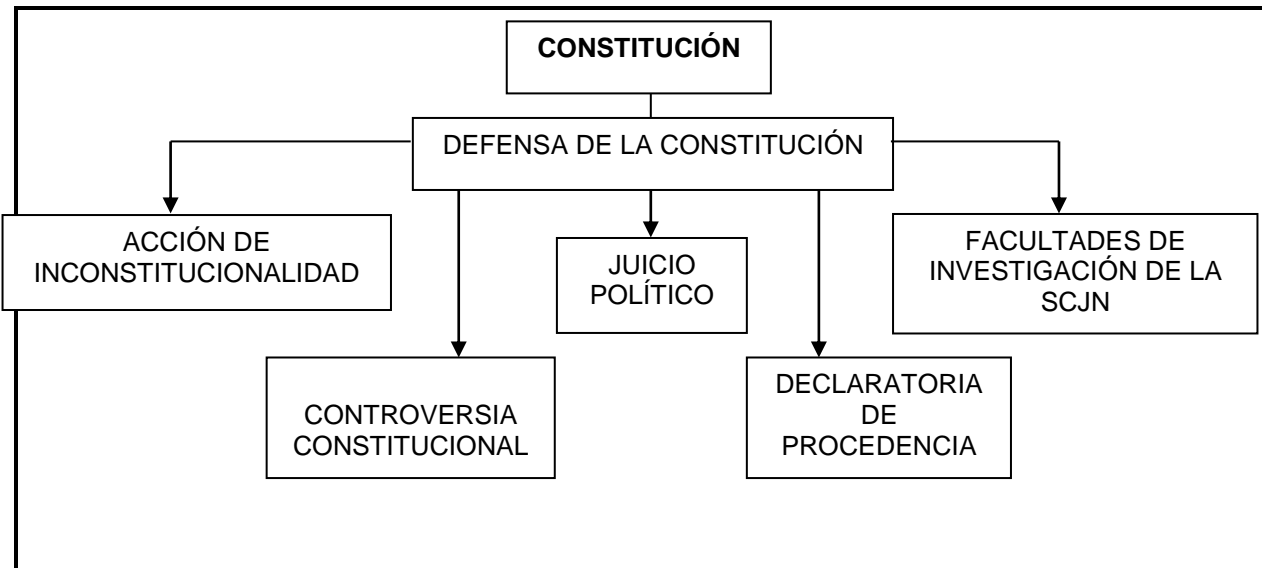 CONSTITUCIÓN
DEFENSA DE LA CONSTITUCIÓN
ACCIÓN DE
INCONSTITUCIONALIDAD
JUICIO
POLÍTICO
FACULTADES DE
INVESTIGACIÓN DE LA
SCJN
CONTROVERSIA
CONSTITUCIONAL
DECLARATORIA
DE
PROCEDENCIA